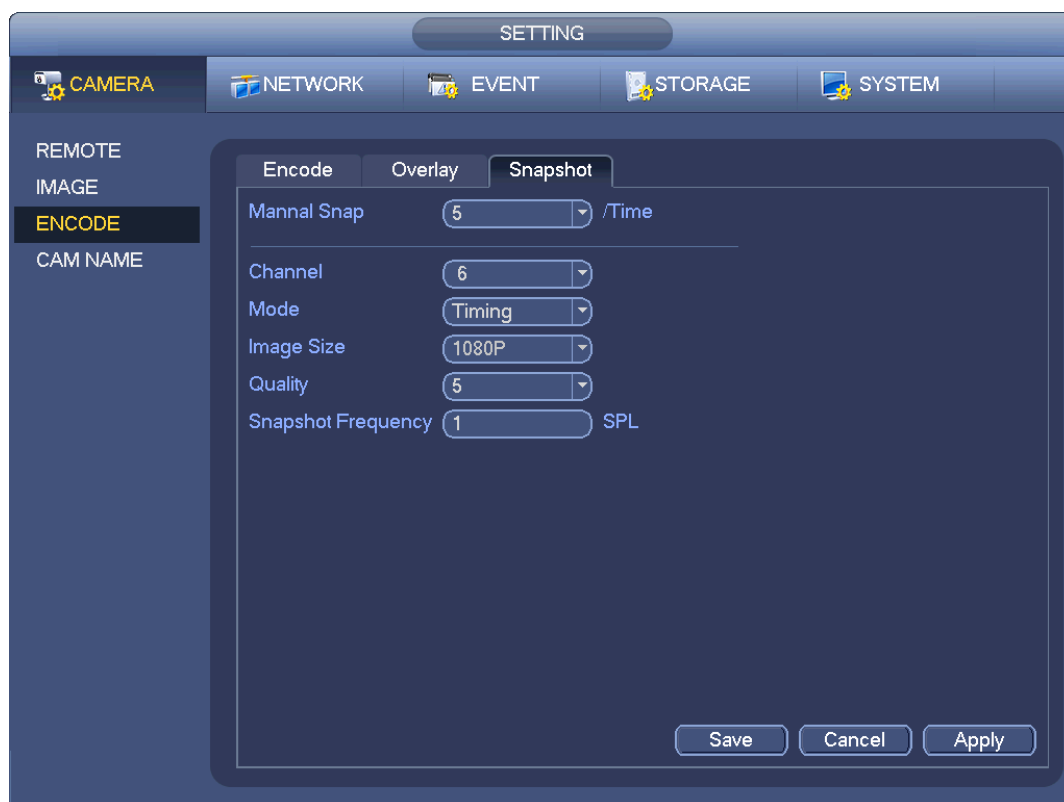 SETTING
CAMERA NETWORK EVENT STORAGE SYSTEM
REMOTE
IMAGE
ENCODE
CAM NAME
Encode Overlay Snapshot
Mannal Snap 5 /Time
Channel 6
Mode Timing
Image Size 1080P
Quality 5
Snapshot Frequency 1 SPL
Save Cancel Apply